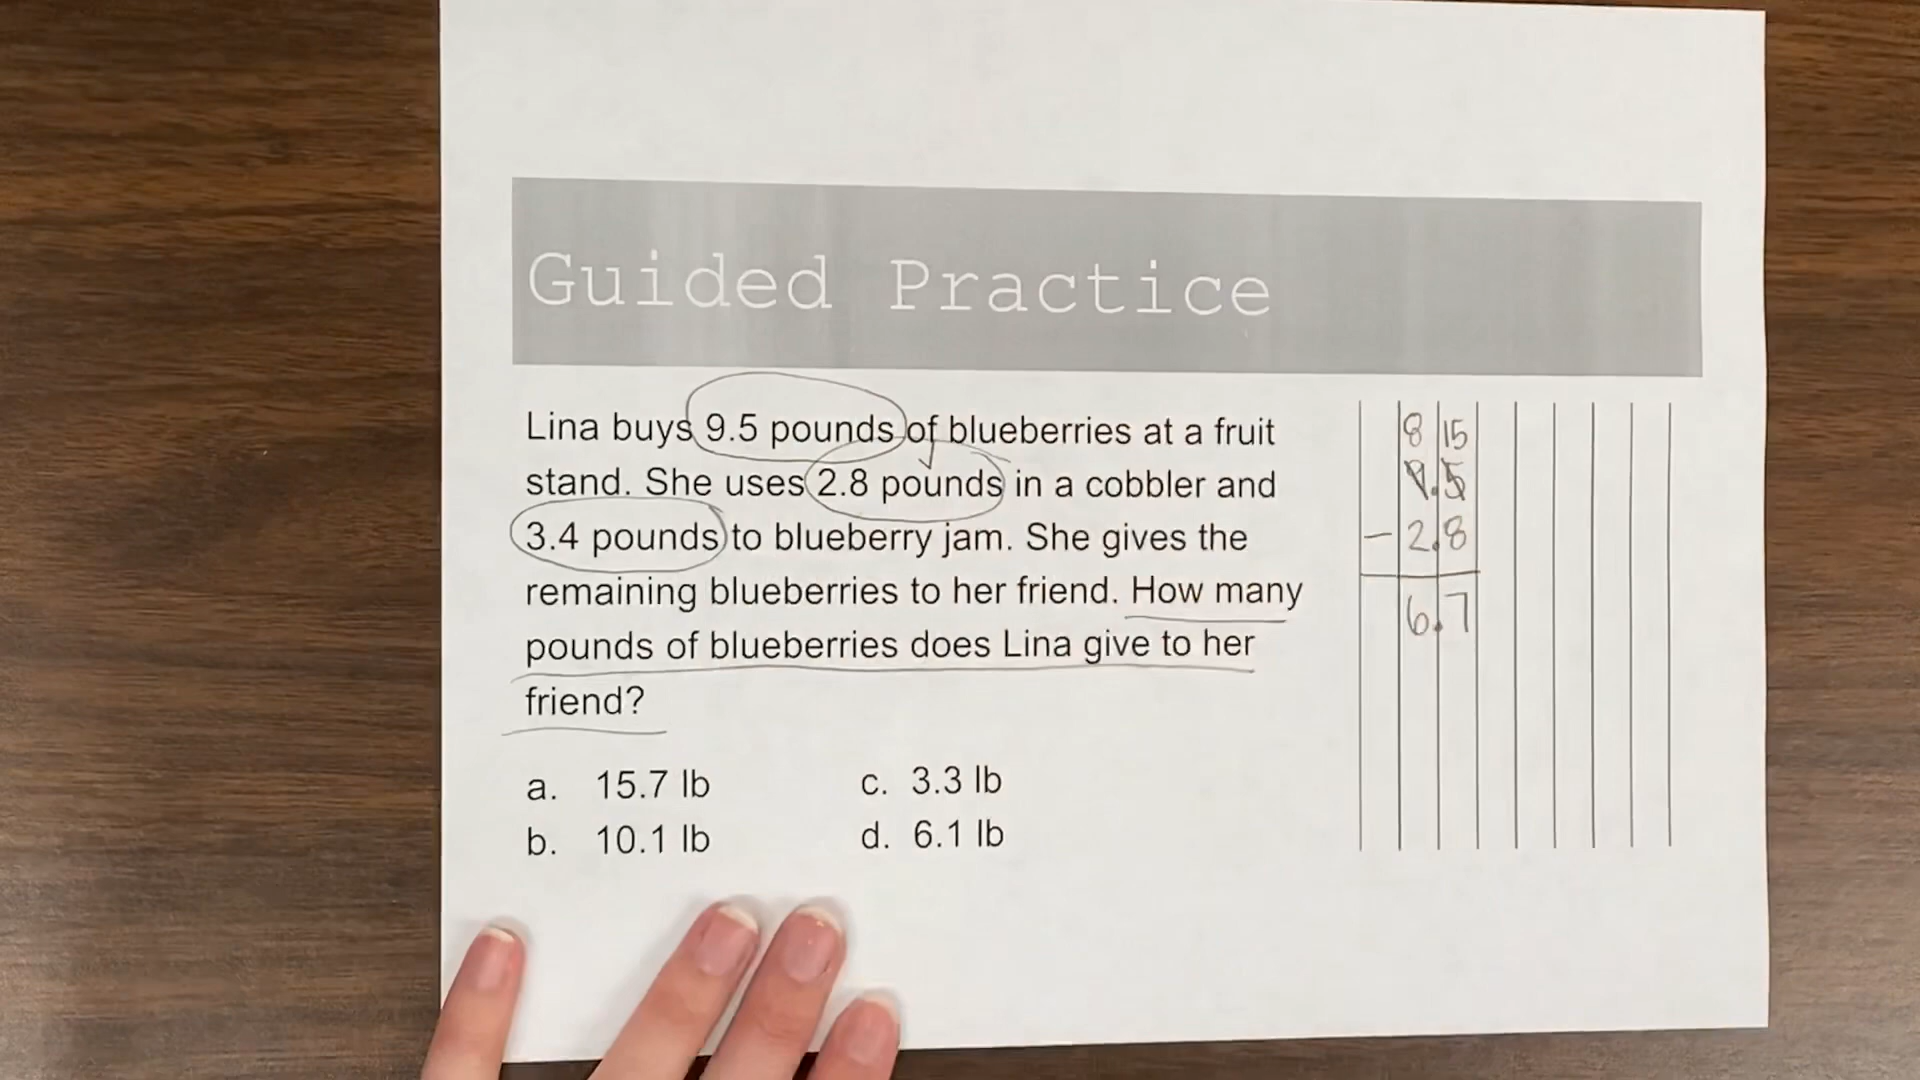 Guided Practice
Lina buys 9.5 pounds of blueberries at a fruit
stand. She uses 2.8 pounds in a cobbler and
3.4 pounds to blueberry jam. She gives the
remaining blueberries to her friend. How many
pounds of blueberries does Lina give to her
friend?
a. 15.7 lb
b. 10.1 lb
c. 3.3 lb
d. 6.1 lb
8 15
9.5
- 2.8
6.7